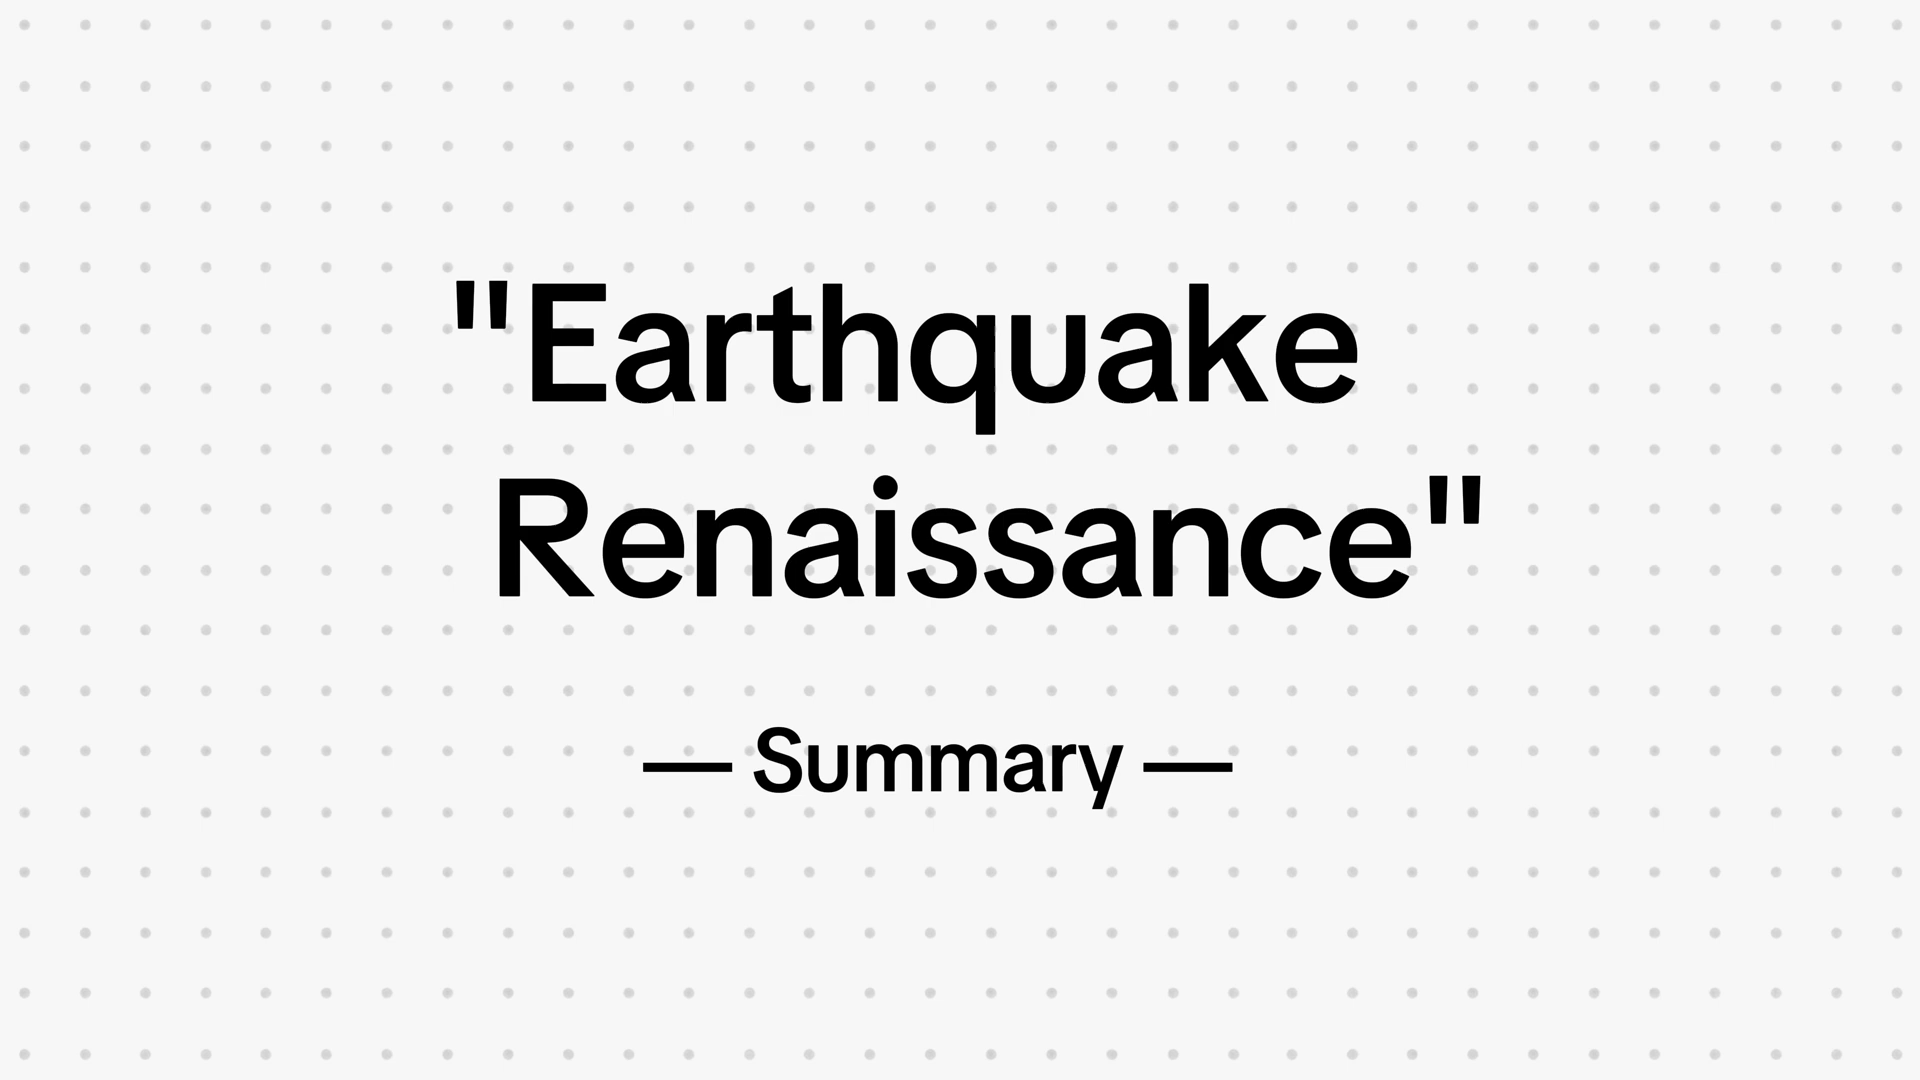 "Earthquake
Renaissance"
— Summary —